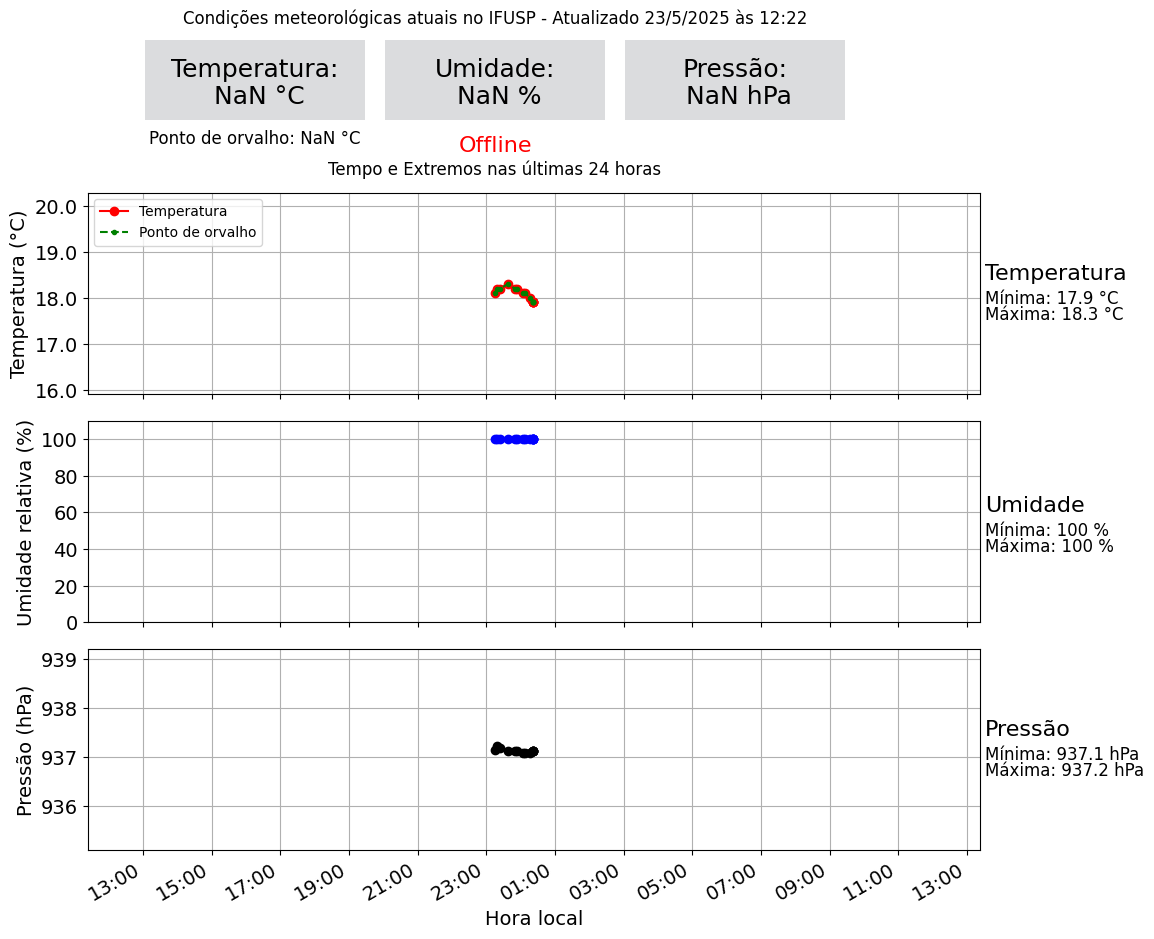 Condições meteorológicas atuais no IFUSP - Atualizado 23/5/2025 às 12:22
Temperatura:
NaN °C
Umidade:
NaN %
Pressão:
NaN hPa
Ponto de orvalho: NaN °C
Offline
Tempo e Extremos nas últimas 24 horas
Temperatura (°C)
20.0
19.0
18.0
17.0
16.0
Temperatura
Ponto de orvalho
Temperatura
Mínima: 17.9 °C
Máxima: 18.3 °C
Umidade relativa (%)
100
80
60
40
20
0
Umidade
Mínima: 100 %
Máxima: 100 %
Pressão (hPa)
939
938
937
936
Pressão
Mínima: 937.1 hPa
Máxima: 937.2 hPa
13:00 15:00 17:00 19:00 21:00 23:00 01:00 03:00 05:00 07:00 09:00 11:00 13:00
Hora local